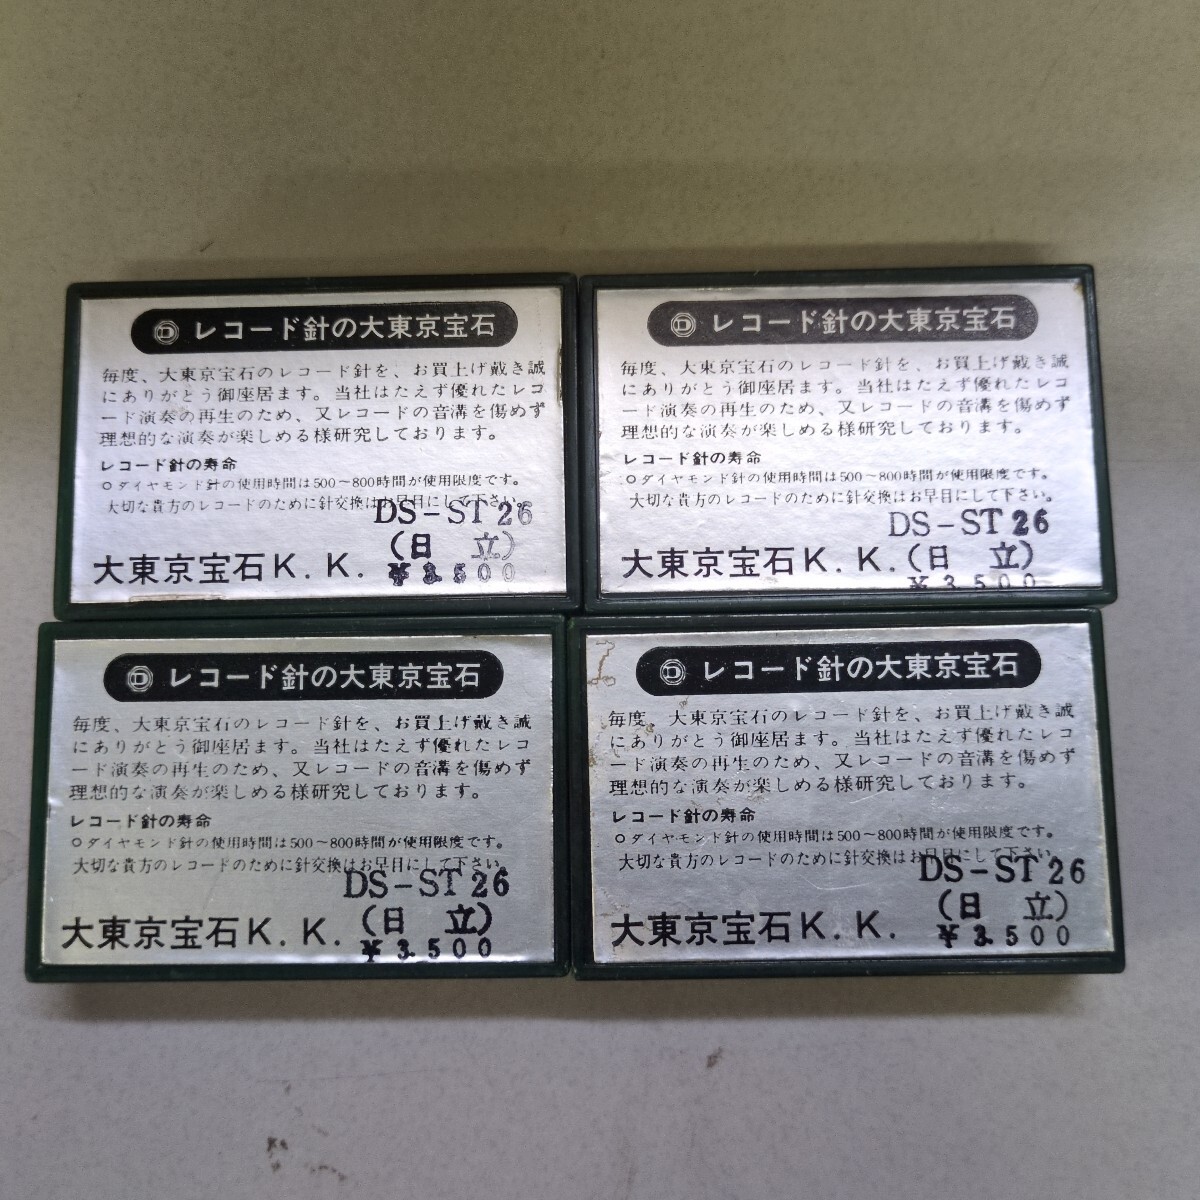 D レコード針の大東京宝石
毎度、大東京宝石のレコード針を、お買上げ戴き誠
にありがとう御座居ます。当社はたえず優れたレコ
ード演奏の再生のため、又レコードの音溝を傷めず
理想的な演奏が楽しめる様研究しております。
レコード針の寿命
○ダイヤモンド針の使用時間は500〜800時間が使用限度です。
大切な貴方のレコードのために針交換はお早目にして下さい。
DS-ST26
(日 立)
大東京宝石K.K.
¥3.500
D レコード針の大東京宝石
毎度、大東京宝石のレコード針を、お買上げ戴き誠
にありがとう御座居ます。当社はたえず優れたレコ
ード演奏の再生のため、又レコードの音溝を傷めず
理想的な演奏が楽しめる様研究しております。
レコード針の寿命
○ダイヤモンド針の使用時間は500〜800時間が使用限度です。
大切な貴方のレコードのために針交換はお早目にして下さい。
DS-ST26
大東京宝石K.K.(日 立)
¥3.500
D レコード針の大東京宝石
毎度、大東京宝石のレコード針を、お買上げ戴き誠
にありがとう御座居ます。当社はたえず優れたレコ
ード演奏の再生のため、又レコードの音溝を傷めず
理想的な演奏が楽しめる様研究しております。
レコード針の寿命
○ダイヤモンド針の使用時間は500〜800時間が使用限度です。
大切な貴方のレコードのために針交換はお早目にして下さい。
DS-ST26
(日 立)
大東京宝石K.K.
¥3.500
D レコード針の大東京宝石
毎度、大東京宝石のレコード針を、お買上げ戴き誠
にありがとう御座居ます。当社はたえず優れたレコ
ード演奏の再生のため、又レコードの音溝を傷めず
理想的な演奏が楽しめる様研究しております。
レコード針の寿命
○ダイヤモンド針の使用時間は500〜800時間が使用限度です。
大切な貴方のレコードのために針交換はお早目にして下さい。
DS-ST26
(日 立)
大東京宝石K.K.
¥3.500